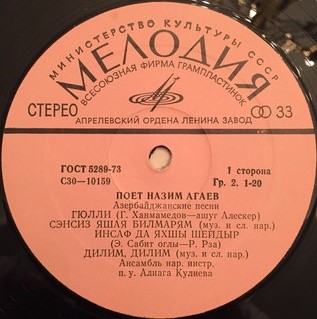 МИНИСТЕРСТВО КУЛЬТУРЫ СССР
МЕЛОДИЯ
ВСЕСОЮЗНАЯ ФИРМА ГРАМПЛАСТИНОК
СТЕРЕО
33
АПРЕЛЕВСКИЙ ОРДЕНА ЛЕНИНА ЗАВОД
ГОСТ 5289-73
С30—10159
1 сторона
Гр. 2. 1-20
ПОЕТ НАЗИМ АГАЕВ
Азербайджанские песни
ГЮЛЛИ (Г. Ханмамедов—ашуг Алескер)
СЭНСИЗ ЯШАЯ БИЛМАРЯМ (муз. и сл. нар.)
ИНСАФ ДА ЯХШЫ ШЕЙДЫР
(Э. Сабит оглы—Р. Рза)
ДИЛИМ, ДИЛИМ (муз. и сл. нар.)
Ансамбль нар. инстр.
п. у. Алиага Кулиева